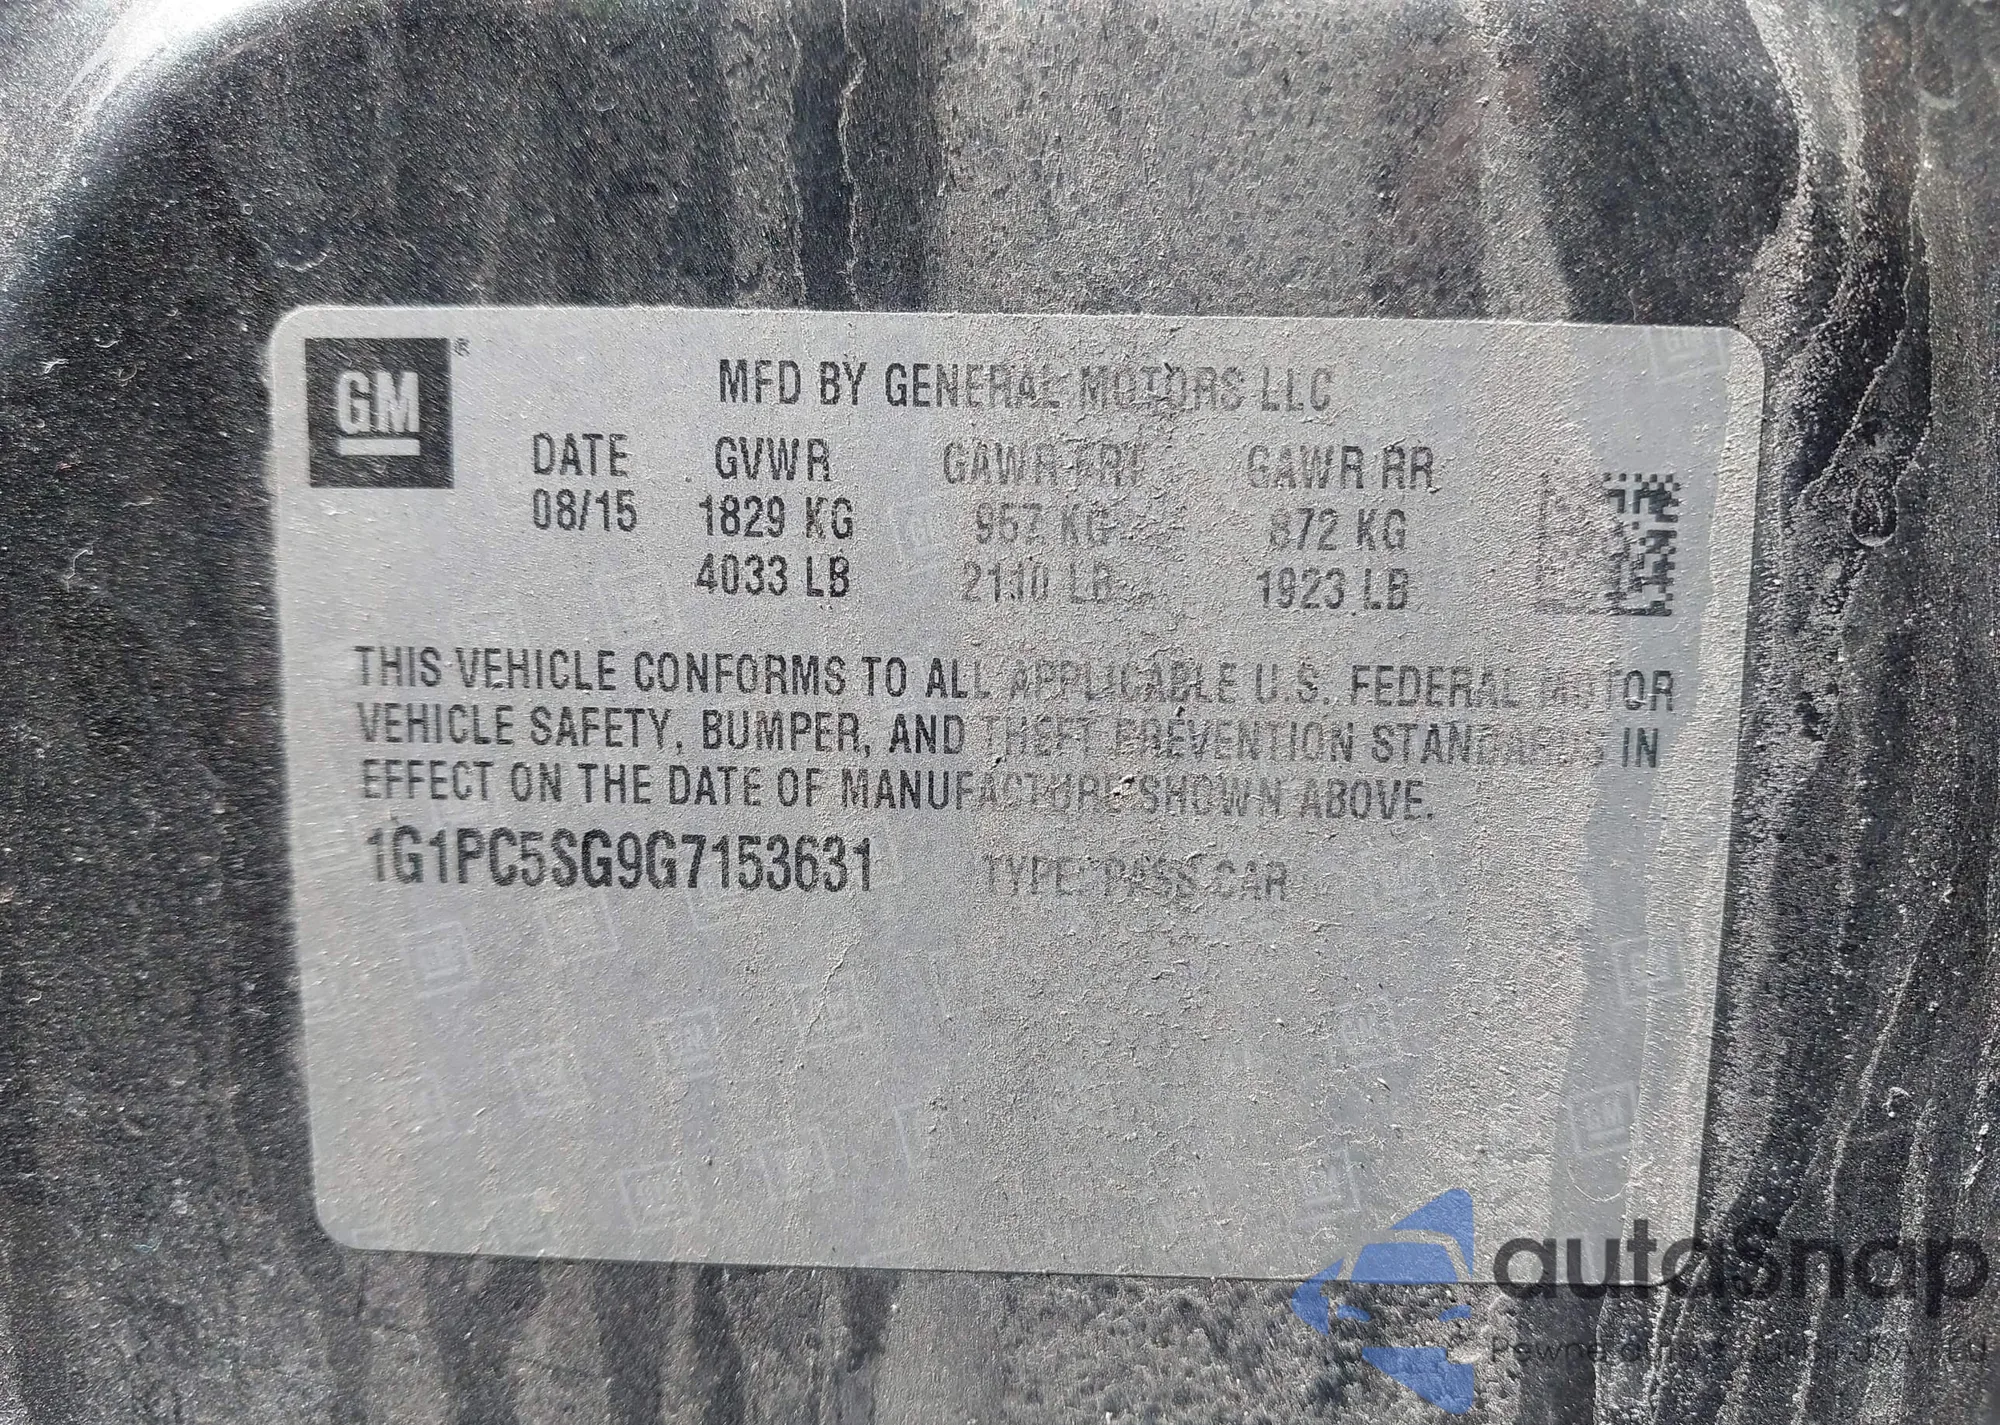 GM®
MFD BY GENERAL MOTORS LLC
DATE GVWR GAWR FRT GAWR RR
08/15 1829 KG 957 KG 872 KG
4033 LB 2110 LB 1923 LB
THIS VEHICLE CONFORMS TO ALL APPLICABLE U.S. FEDERAL MOTOR
VEHICLE SAFETY, BUMPER, AND THEFT PREVENTION STANDARDS IN
EFFECT ON THE DATE OF MANUFACTURE SHOWN ABOVE.
1G1PC5SG9G7153631 TYPE: PASS CAR
autasnap